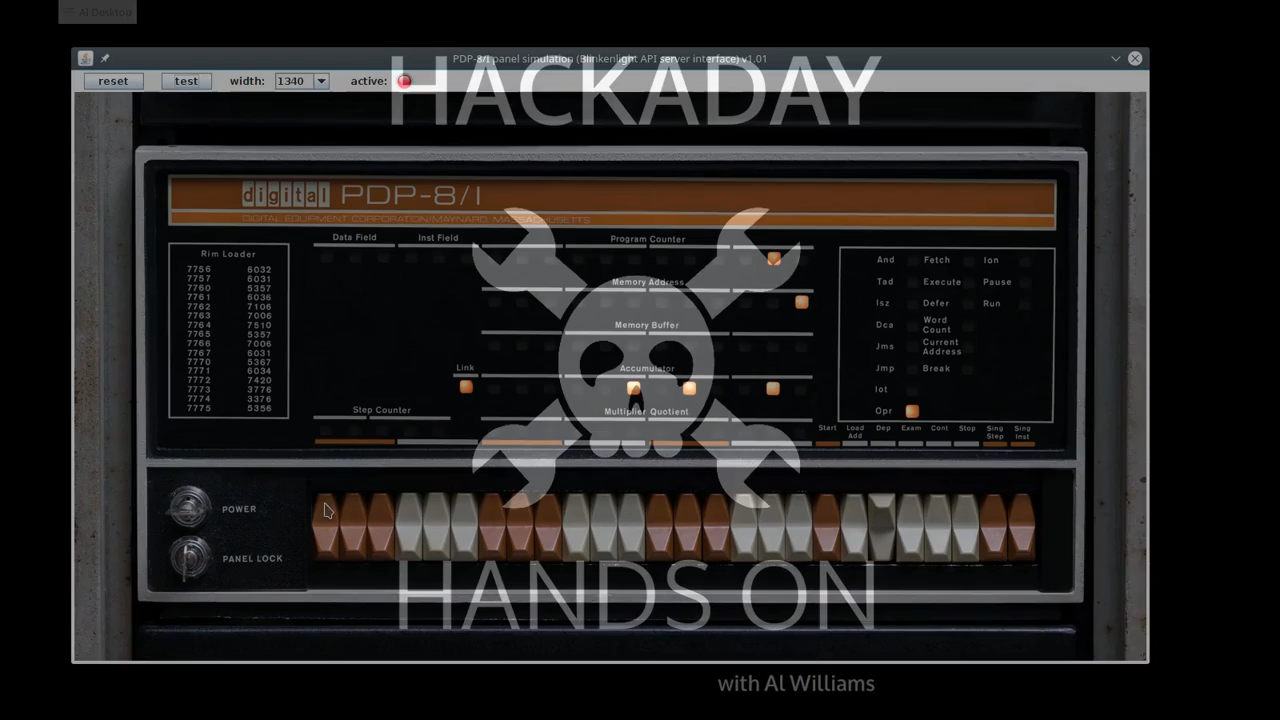 AI Desktop
PDP-8/I panel simulation (Blinkenlight API server interface) v1.01
reset test width: 1340 active:
HACKADAY
digital PDP-8/I
DIGITAL EQUIPMENT CORPORATION/MAYNARD, MASSACHUSETTS
Data Field Inst Field Program Counter
Rim Loader
7756 6032
7757 6031
7760 5357
7761 6036
7762 7106
7763 7006
7764 7510
7765 5357
7766 7006
7767 6031
7770 5367
7771 6034
7772 7420
7773 3776
7774 3376
7775 5356
Memory Address
Memory Buffer
Link Accumulator
Step Counter Multiplier Quotient
And Fetch Ion
Tad Execute Pause
Isz Defer Run
Dca Word Count
Jms Current Address
Jmp Break
Iot
Opr
Start Load Add Dep Exam Cont Stop Sing Step Sing Inst
POWER
PANEL LOCK
HANDS ON
with Al Williams